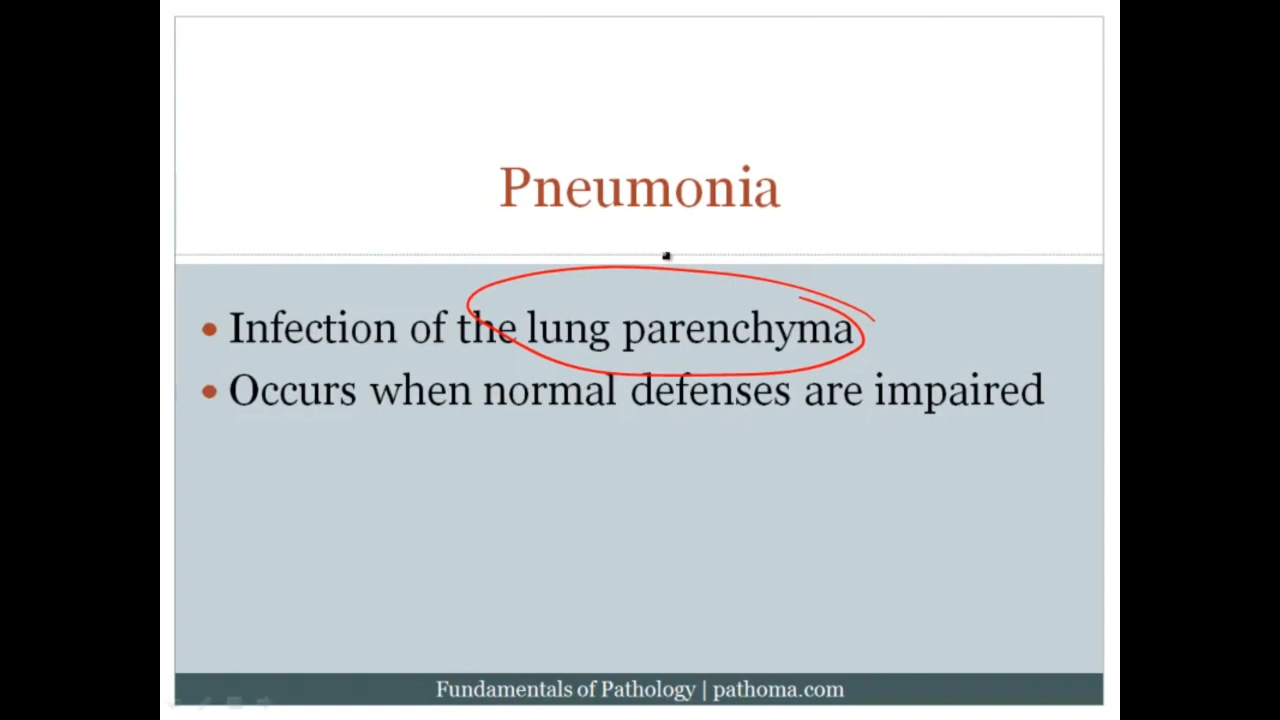 Pneumonia
• Infection of the lung parenchyma
• Occurs when normal defenses are impaired
Fundamentals of Pathology | pathoma.com